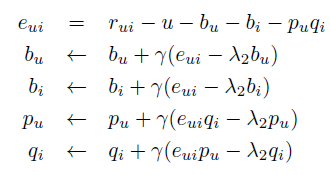 e_{ui} = r_{ui} − u − b_u − b_i − p_u q_i
b_u ← b_u + γ(e_{ui} − λ_2 b_u)
b_i ← b_i + γ(e_{ui} − λ_2 b_i)
p_u ← p_u + γ(e_{ui} q_i − λ_2 p_u)
q_i ← q_i + γ(e_{ui} p_u − λ_2 q_i)